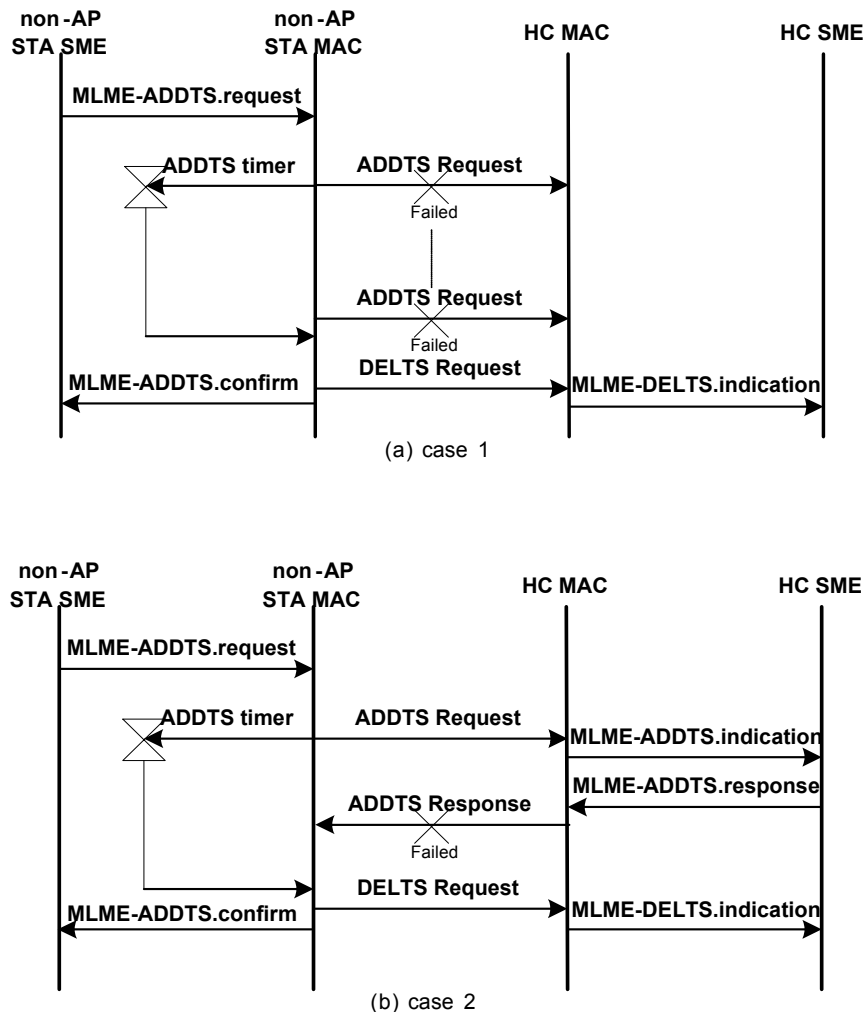 non-AP
STA SME
non-AP
STA MAC
HC MAC
HC SME
MLME-ADDTS.request
ADDTS timer
ADDTS Request
Failed
ADDTS Request
Failed
DELTS Request
MLME-ADDTS.confirm
MLME-DELTS.indication
(a) case 1
non-AP
STA SME
non-AP
STA MAC
HC MAC
HC SME
MLME-ADDTS.request
ADDTS timer
ADDTS Request
MLME-ADDTS.indication
MLME-ADDTS.response
ADDTS Response
Failed
DELTS Request
MLME-ADDTS.confirm
MLME-DELTS.indication
(b) case 2